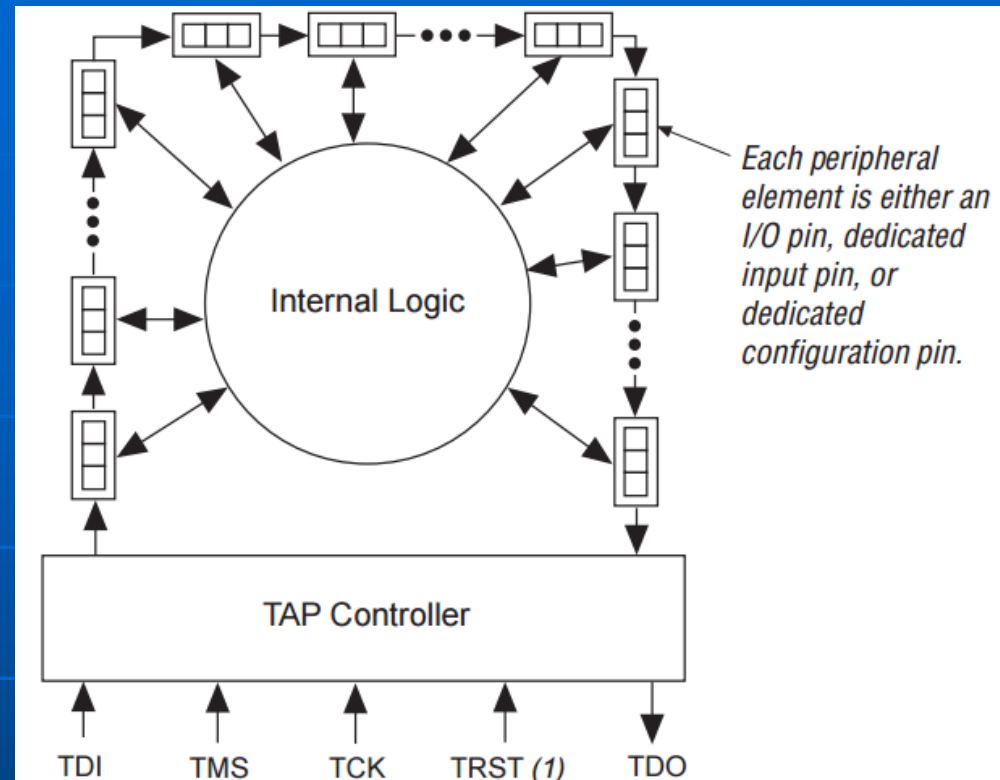 Each peripheral
element is either an
I/O pin, dedicated
input pin, or
dedicated
configuration pin.
Internal Logic
TAP Controller
TDI TMS TCK TRST (1) TDO